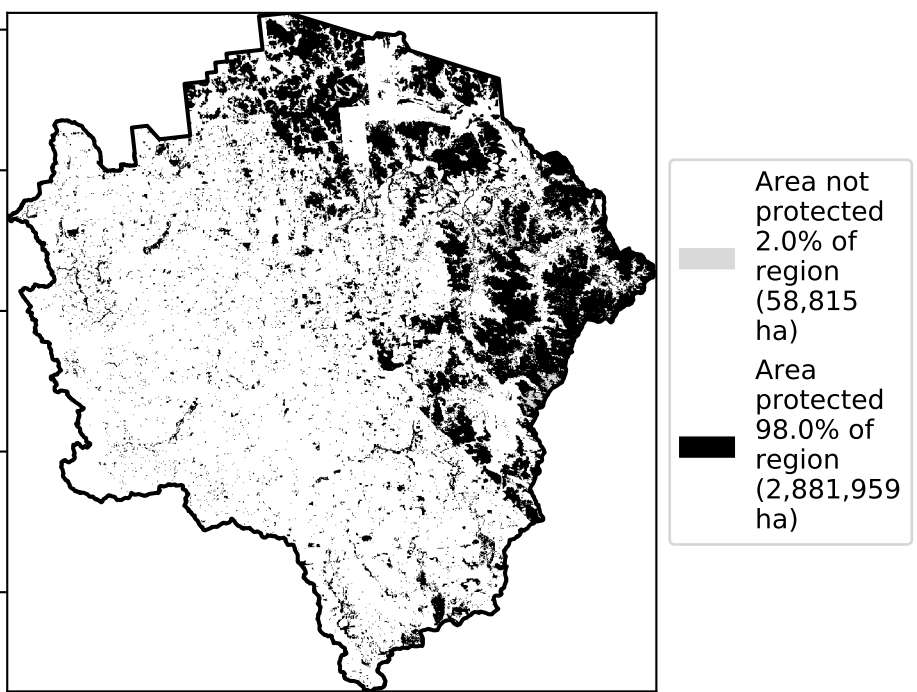 Area not
protected
2.0% of
region
(58,815
ha)
Area
protected
98.0% of
region
(2,881,959
ha)